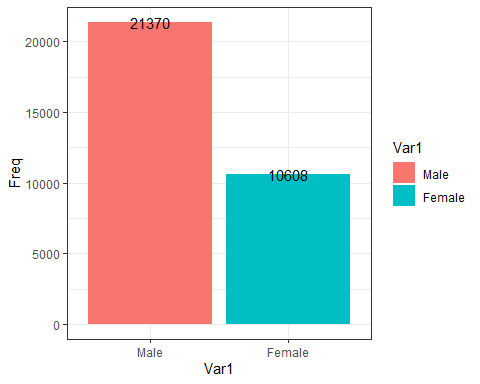 Freq
20000
15000
10000
5000
0
21370
10608
Male
Female
Var1
Var1
Male
Female